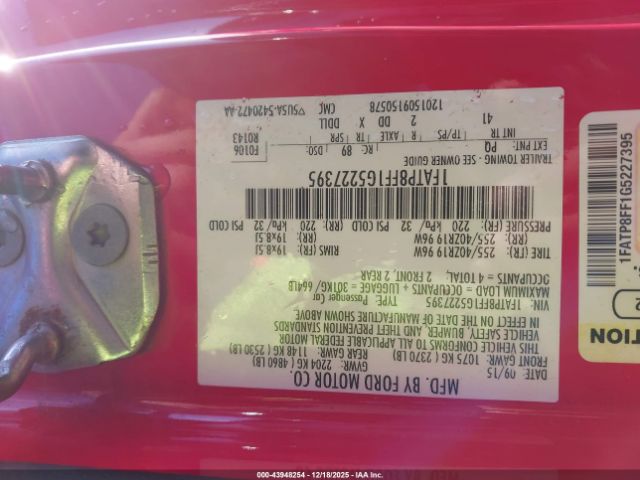 MFD. BY FORD MOTOR CO.
DATE: 09/15 GVWR: 2204 KG ( 4860 LB)
FRONT GAWR: 1075 KG ( 2370 LB) REAR GAWR: 1148 KG ( 2530 LB)
THIS VEHICLE CONFORMS TO ALL APPLICABLE FEDERAL MOTOR
VEHICLE SAFETY, BUMPER, AND THEFT PREVENTION STANDARDS
IN EFFECT ON THE DATE OF MANUFACTURE SHOWN ABOVE.
VIN: 1FATP8FF1G5227395 TYPE: Passenger Car
MAXIMUM LOAD = OCCUPANTS + LUGGAGE = 301KG/ 664LB
OCCUPANTS = 4 TOTAL: 2 FRONT 2 REAR
TIRE (FR): 255/40ZR19 96W RIMS (FR): 19X8.5J
(RR): 255/40ZR19 96W (RR): 19X8.5J
PRESSURE (FR): 220 kPa/ 32 (RR): 220 kPa/ 32 PSI COLD
1FATP8FF1G5227395
TRAILER TOWING - SEE OWNER GUIDE
EXT PNT: PQ RC: 89 DSO: F0106
R0143
INT TR TP/PS R AXLE TR SPR
41 2 DD X DDLL CMC
1201509150578 ▽5USA-5420472-AA
1FATP8FF1G5227395
000-43948254 - 12/18/2025 - IAA Inc.